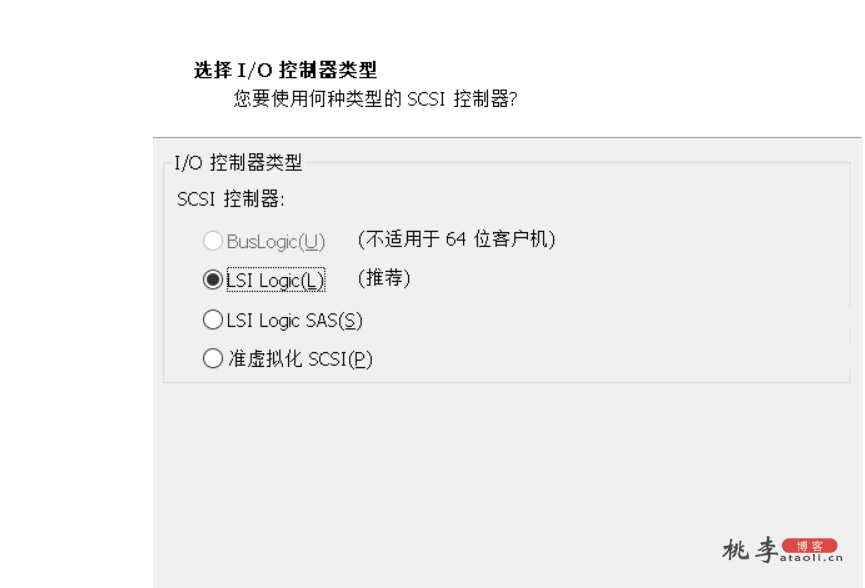 选择 I/O 控制器类型
您要使用何种类型的 SCSI 控制器?
I/O 控制器类型
SCSI 控制器:
BusLogic(U) (不适用于 64 位客户机)
LSI Logic(L) (推荐)
LSI Logic SAS(S)
准虚拟化 SCSI(P)
桃李 博客
ataoli.cn